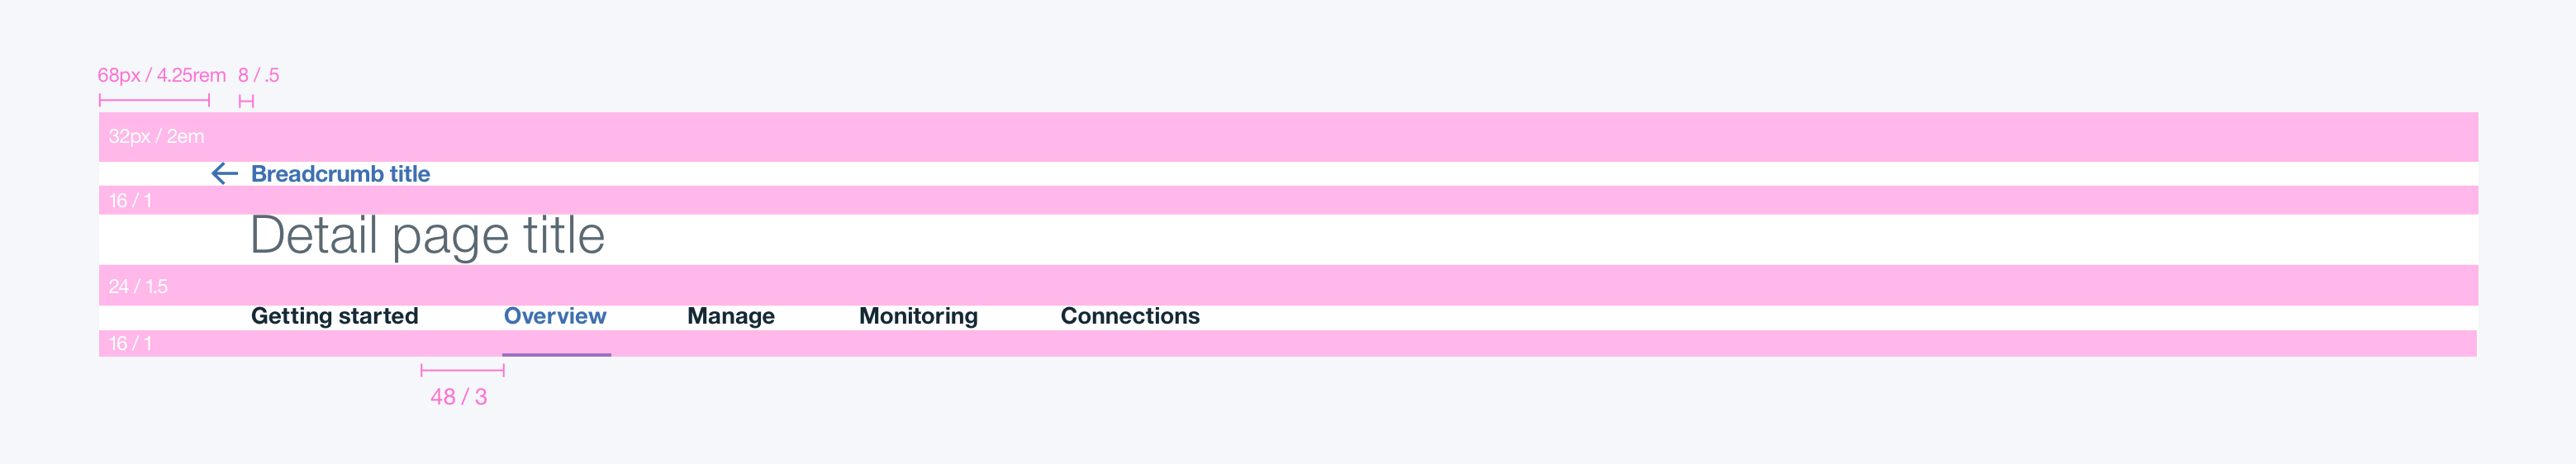 68px / 4.25rem 8 / .5
32px / 2em
Breadcrumb title
16 / 1
Detail page title
24 / 1.5
Getting started Overview Manage Monitoring Connections
16 / 1
48 / 3